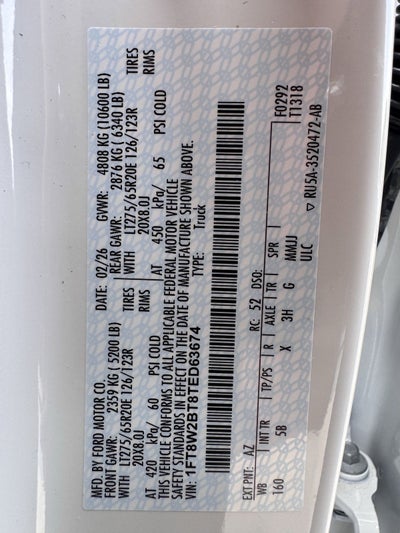 MFD. BY FORD MOTOR CO.
DATE: 02/26 GVWR: 4808 KG (10600 LB)
FRONT GAWR: 2359 KG ( 5200 LB) REAR GAWR: 2876 KG ( 6340 LB)
WITH LT275/65R20E 126/123R TIRES WITH LT275/65R20E 126/123R TIRES
20X8.0J RIMS 20X8.0J RIMS
AT 420 kPa/ 60 PSI COLD AT 450 kPa/ 65 PSI COLD
THIS VEHICLE CONFORMS TO ALL APPLICABLE FEDERAL MOTOR VEHICLE
SAFETY STANDARDS IN EFFECT ON THE DATE OF MANUFACTURE SHOWN ABOVE.
VIN: 1FT8W2BT8TED63674 TYPE: Truck
F0292
T1318
EXT PNT: AZ RC: 52 DSO:
WB INT TR TP/PS R AXLE TR SPR
160 5B X 3H G MMJJ
ULC
▽ RU5A-3520472-AB